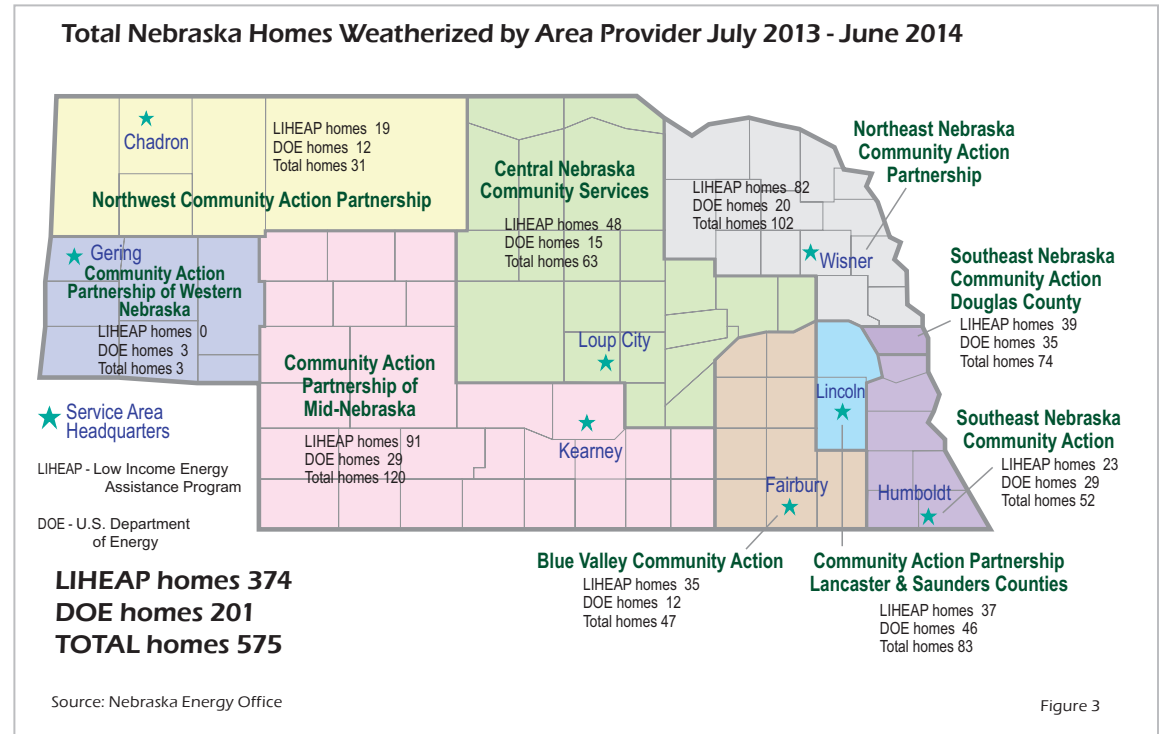 Total Nebraska Homes Weatherized by Area Provider July 2013 - June 2014
Chadron
LIHEAP homes 19
DOE homes 12
Total homes 31
Northwest Community Action Partnership
Gering
Community Action
Partnership of Western
Nebraska
LIHEAP homes 0
DOE homes 3
Total homes 3
Central Nebraska
Community Services
LIHEAP homes 48
DOE homes 15
Total homes 63
Loup City
LIHEAP homes 82
DOE homes 20
Total homes 102
Wisner
Northeast Nebraska
Community Action
Partnership
Southeast Nebraska
Community Action
Douglas County
LIHEAP homes 39
DOE homes 35
Total homes 74
Community Action
Partnership of
Mid-Nebraska
LIHEAP homes 91
DOE homes 29
Total homes 120
Kearney
Lincoln
Fairbury
Humboldt
Southeast Nebraska
Community Action
LIHEAP homes 23
DOE homes 29
Total homes 52
Blue Valley Community Action
LIHEAP homes 35
DOE homes 12
Total homes 47
Community Action Partnership
Lancaster & Saunders Counties
LIHEAP homes 37
DOE homes 46
Total homes 83
Service Area
Headquarters
LIHEAP - Low Income Energy
Assistance Program
DOE - U.S. Department
of Energy
LIHEAP homes 374
DOE homes 201
TOTAL homes 575
Source: Nebraska Energy Office
Figure 3